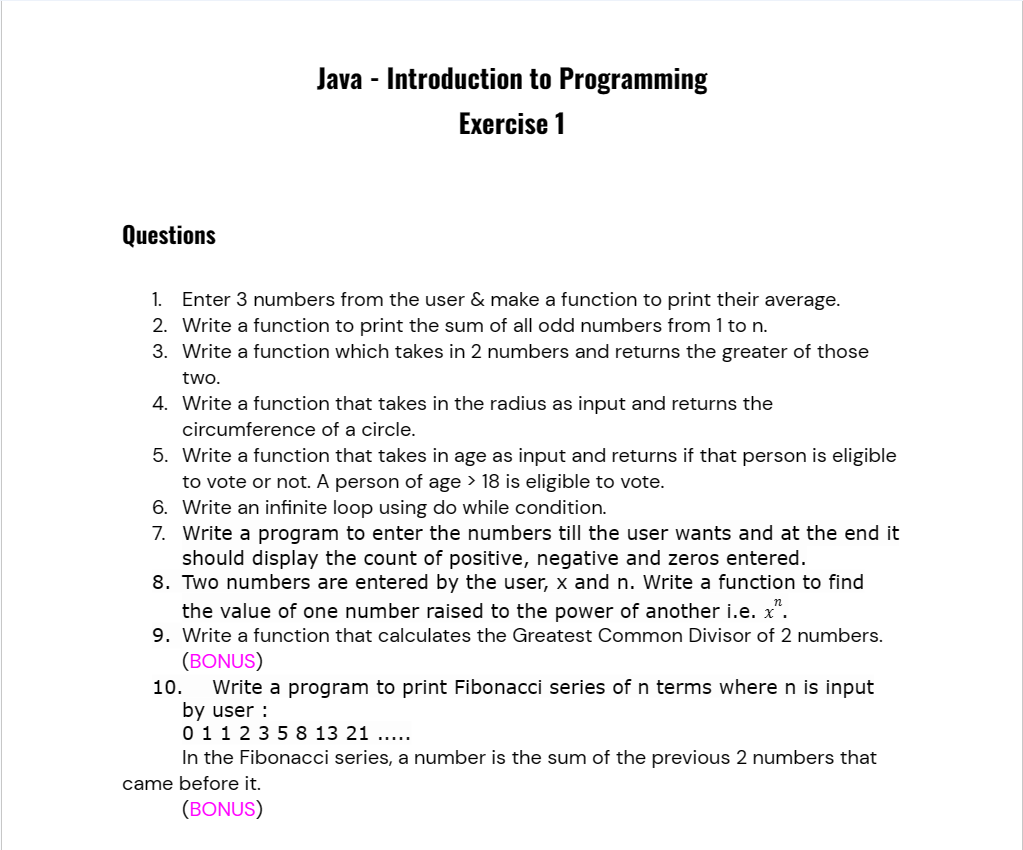 Java - Introduction to Programming
Exercise 1
Questions
1. Enter 3 numbers from the user & make a function to print their average.
2. Write a function to print the sum of all odd numbers from 1 to n.
3. Write a function which takes in 2 numbers and returns the greater of those
two.
4. Write a function that takes in the radius as input and returns the
circumference of a circle.
5. Write a function that takes in age as input and returns if that person is eligible
to vote or not. A person of age > 18 is eligible to vote.
6. Write an infinite loop using do while condition.
7. Write a program to enter the numbers till the user wants and at the end it
should display the count of positive, negative and zeros entered.
8. Two numbers are entered by the user, x and n. Write a function to find
the value of one number raised to the power of another i.e. xⁿ.
9. Write a function that calculates the Greatest Common Divisor of 2 numbers.
(BONUS)
10. Write a program to print Fibonacci series of n terms where n is input
by user :
0 1 1 2 3 5 8 13 21 .....
In the Fibonacci series, a number is the sum of the previous 2 numbers that
came before it.
(BONUS)